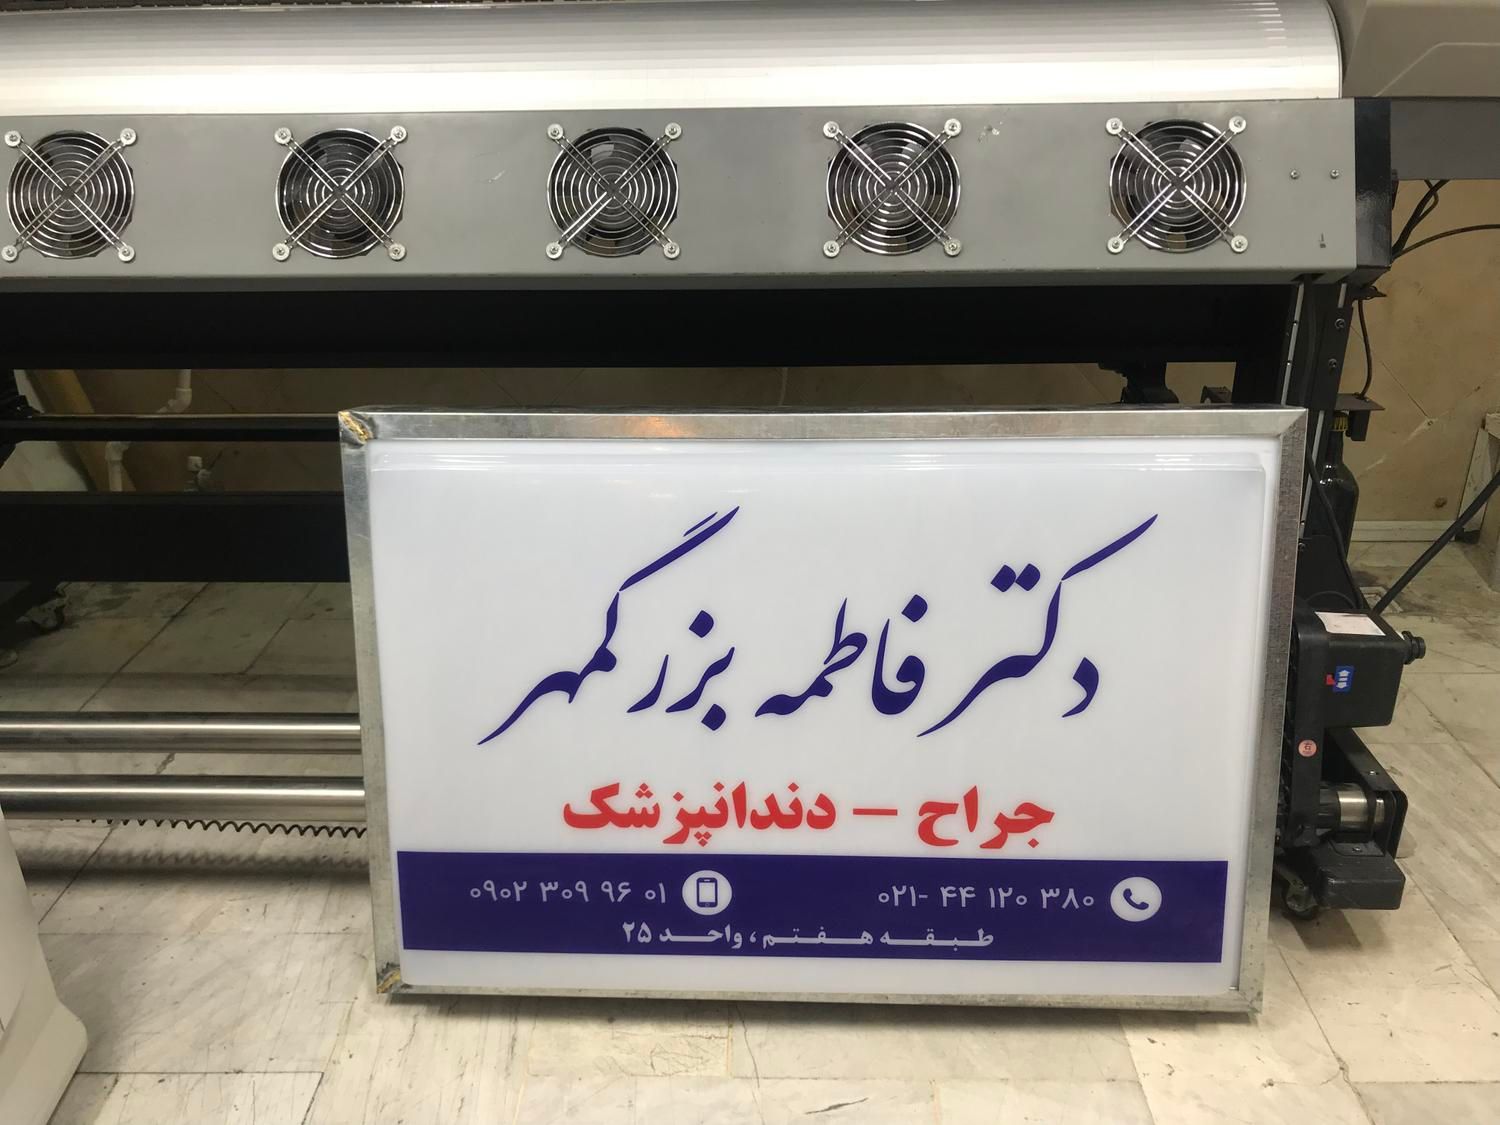 دکتر فاطمه بزرگمهر
جراح – دندانپزشک
۰۲۱- ۴۴ ۱۲۰ ۳۸۰
۰۹۰۲ ۳۰۹ ۹۶ ۰۱
طبقه هفتم ، واحد ۲۵